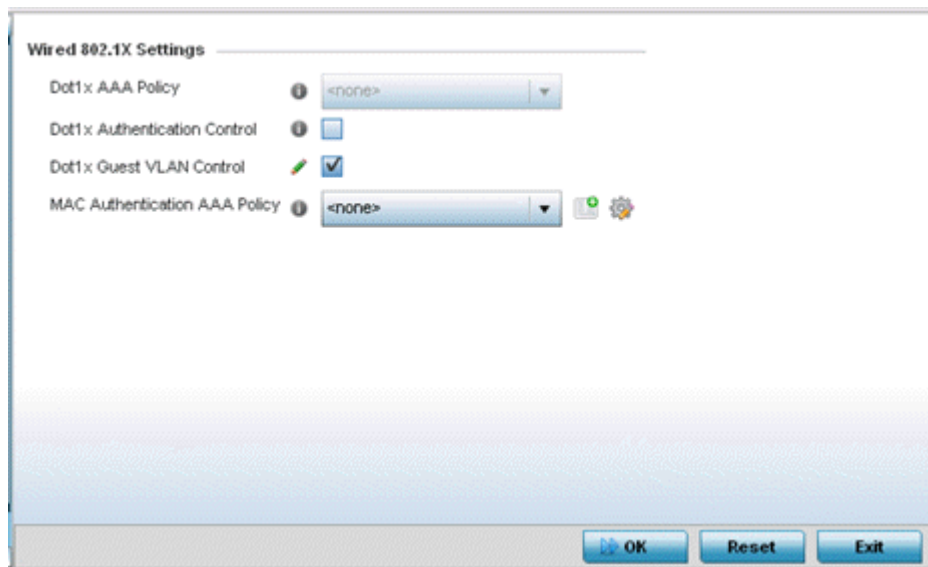 Wired 802.1X Settings
Dot1x AAA Policy
<none>
Dot1x Authentication Control
Dot1x Guest VLAN Control
MAC Authentication AAA Policy
<none>
OK
Reset
Exit